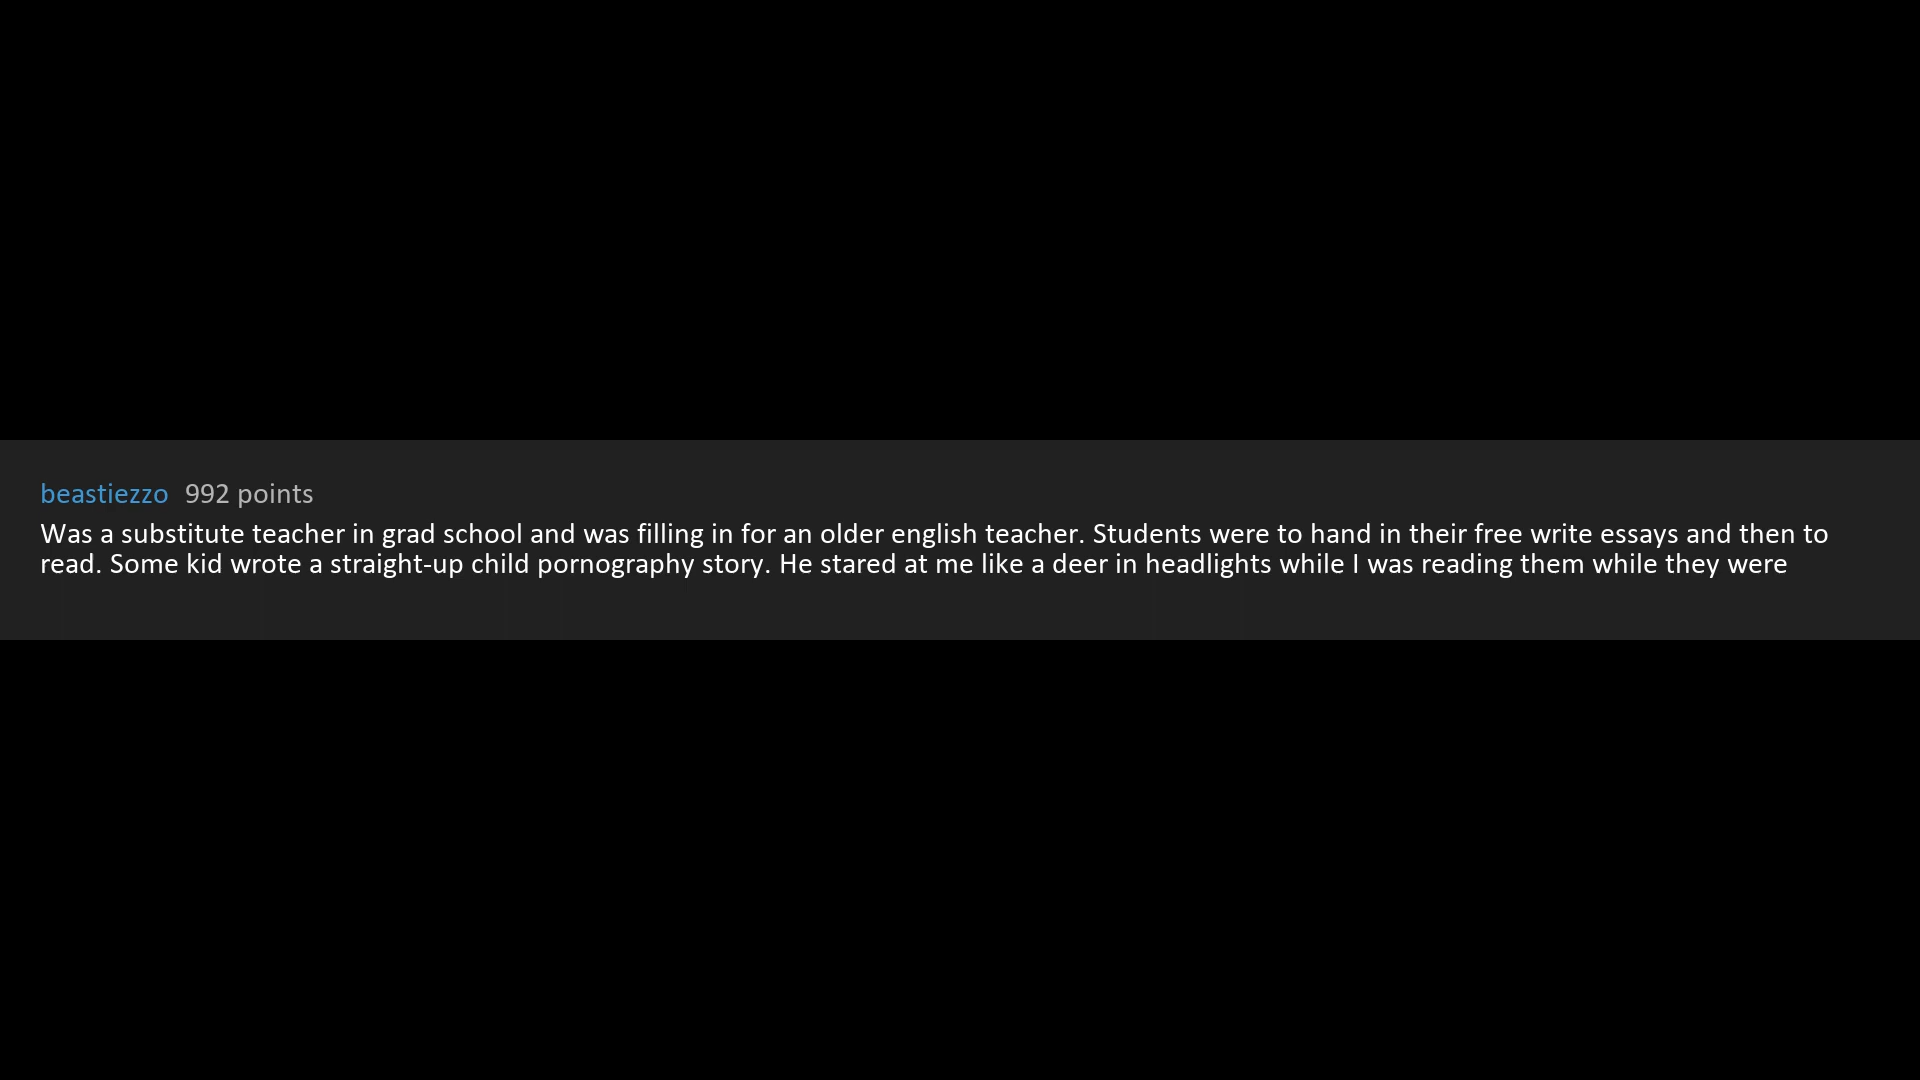 beastiezzo 992 points
Was a substitute teacher in grad school and was filling in for an older english teacher. Students were to hand in their free write essays and then to
read. Some kid wrote a straight-up child pornography story. He stared at me like a deer in headlights while I was reading them while they were